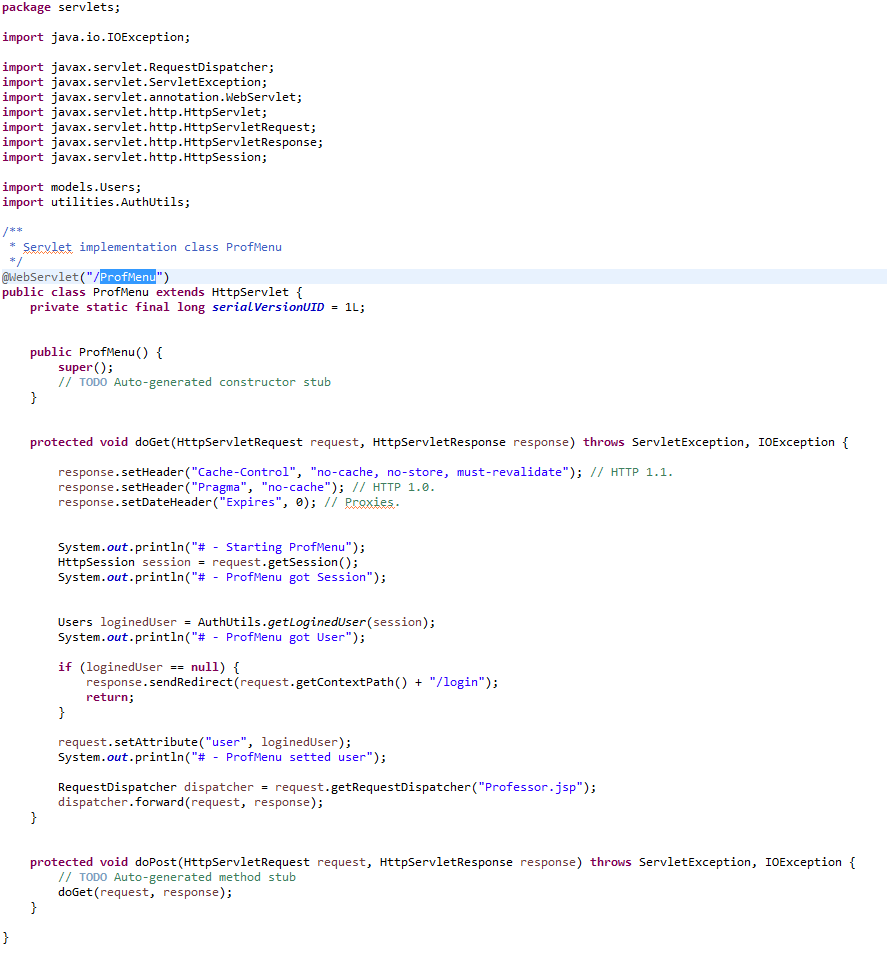 package servlets;
import java.io.IOException;
import javax.servlet.RequestDispatcher;
import javax.servlet.ServletException;
import javax.servlet.annotation.WebServlet;
import javax.servlet.http.HttpServlet;
import javax.servlet.http.HttpServletRequest;
import javax.servlet.http.HttpServletResponse;
import javax.servlet.http.HttpSession;
import models.Users;
import utilities.AuthUtils;
/**
 * Servlet implementation class ProfMenu
 */
@WebServlet("/ProfMenu")
public class ProfMenu extends HttpServlet {
    private static final long serialVersionUID = 1L;
    public ProfMenu() {
        super();
        // TODO Auto-generated constructor stub
    }
    protected void doGet(HttpServletRequest request, HttpServletResponse response) throws ServletException, IOException {
        response.setHeader("Cache-Control", "no-cache, no-store, must-revalidate"); // HTTP 1.1.
        response.setHeader("Pragma", "no-cache"); // HTTP 1.0.
        response.setDateHeader("Expires", 0); // Proxies.
        System.out.println("# - Starting ProfMenu");
        HttpSession session = request.getSession();
        System.out.println("# - ProfMenu got Session");
        Users loginedUser = AuthUtils.getLoginedUser(session);
        System.out.println("# - ProfMenu got User");
        if (loginedUser == null) {
            response.sendRedirect(request.getContextPath() + "/login");
            return;
        }
        request.setAttribute("user", loginedUser);
        System.out.println("# - ProfMenu setted user");
        RequestDispatcher dispatcher = request.getRequestDispatcher("Professor.jsp");
        dispatcher.forward(request, response);
    }
    protected void doPost(HttpServletRequest request, HttpServletResponse response) throws ServletException, IOException {
        // TODO Auto-generated method stub
        doGet(request, response);
    }
}